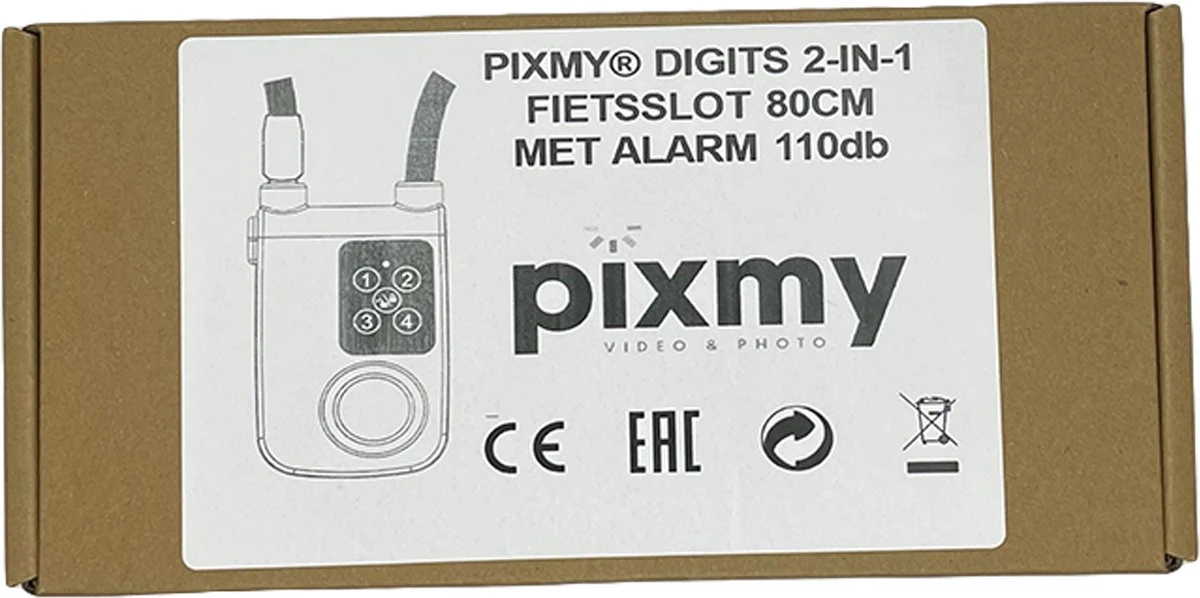 PIXMY® DIGITS 2-IN-1
FIETSSLOT 80CM
MET ALARM 110db
pixmy
VIDEO & PHOTO
1 2
3 4
CE EAC